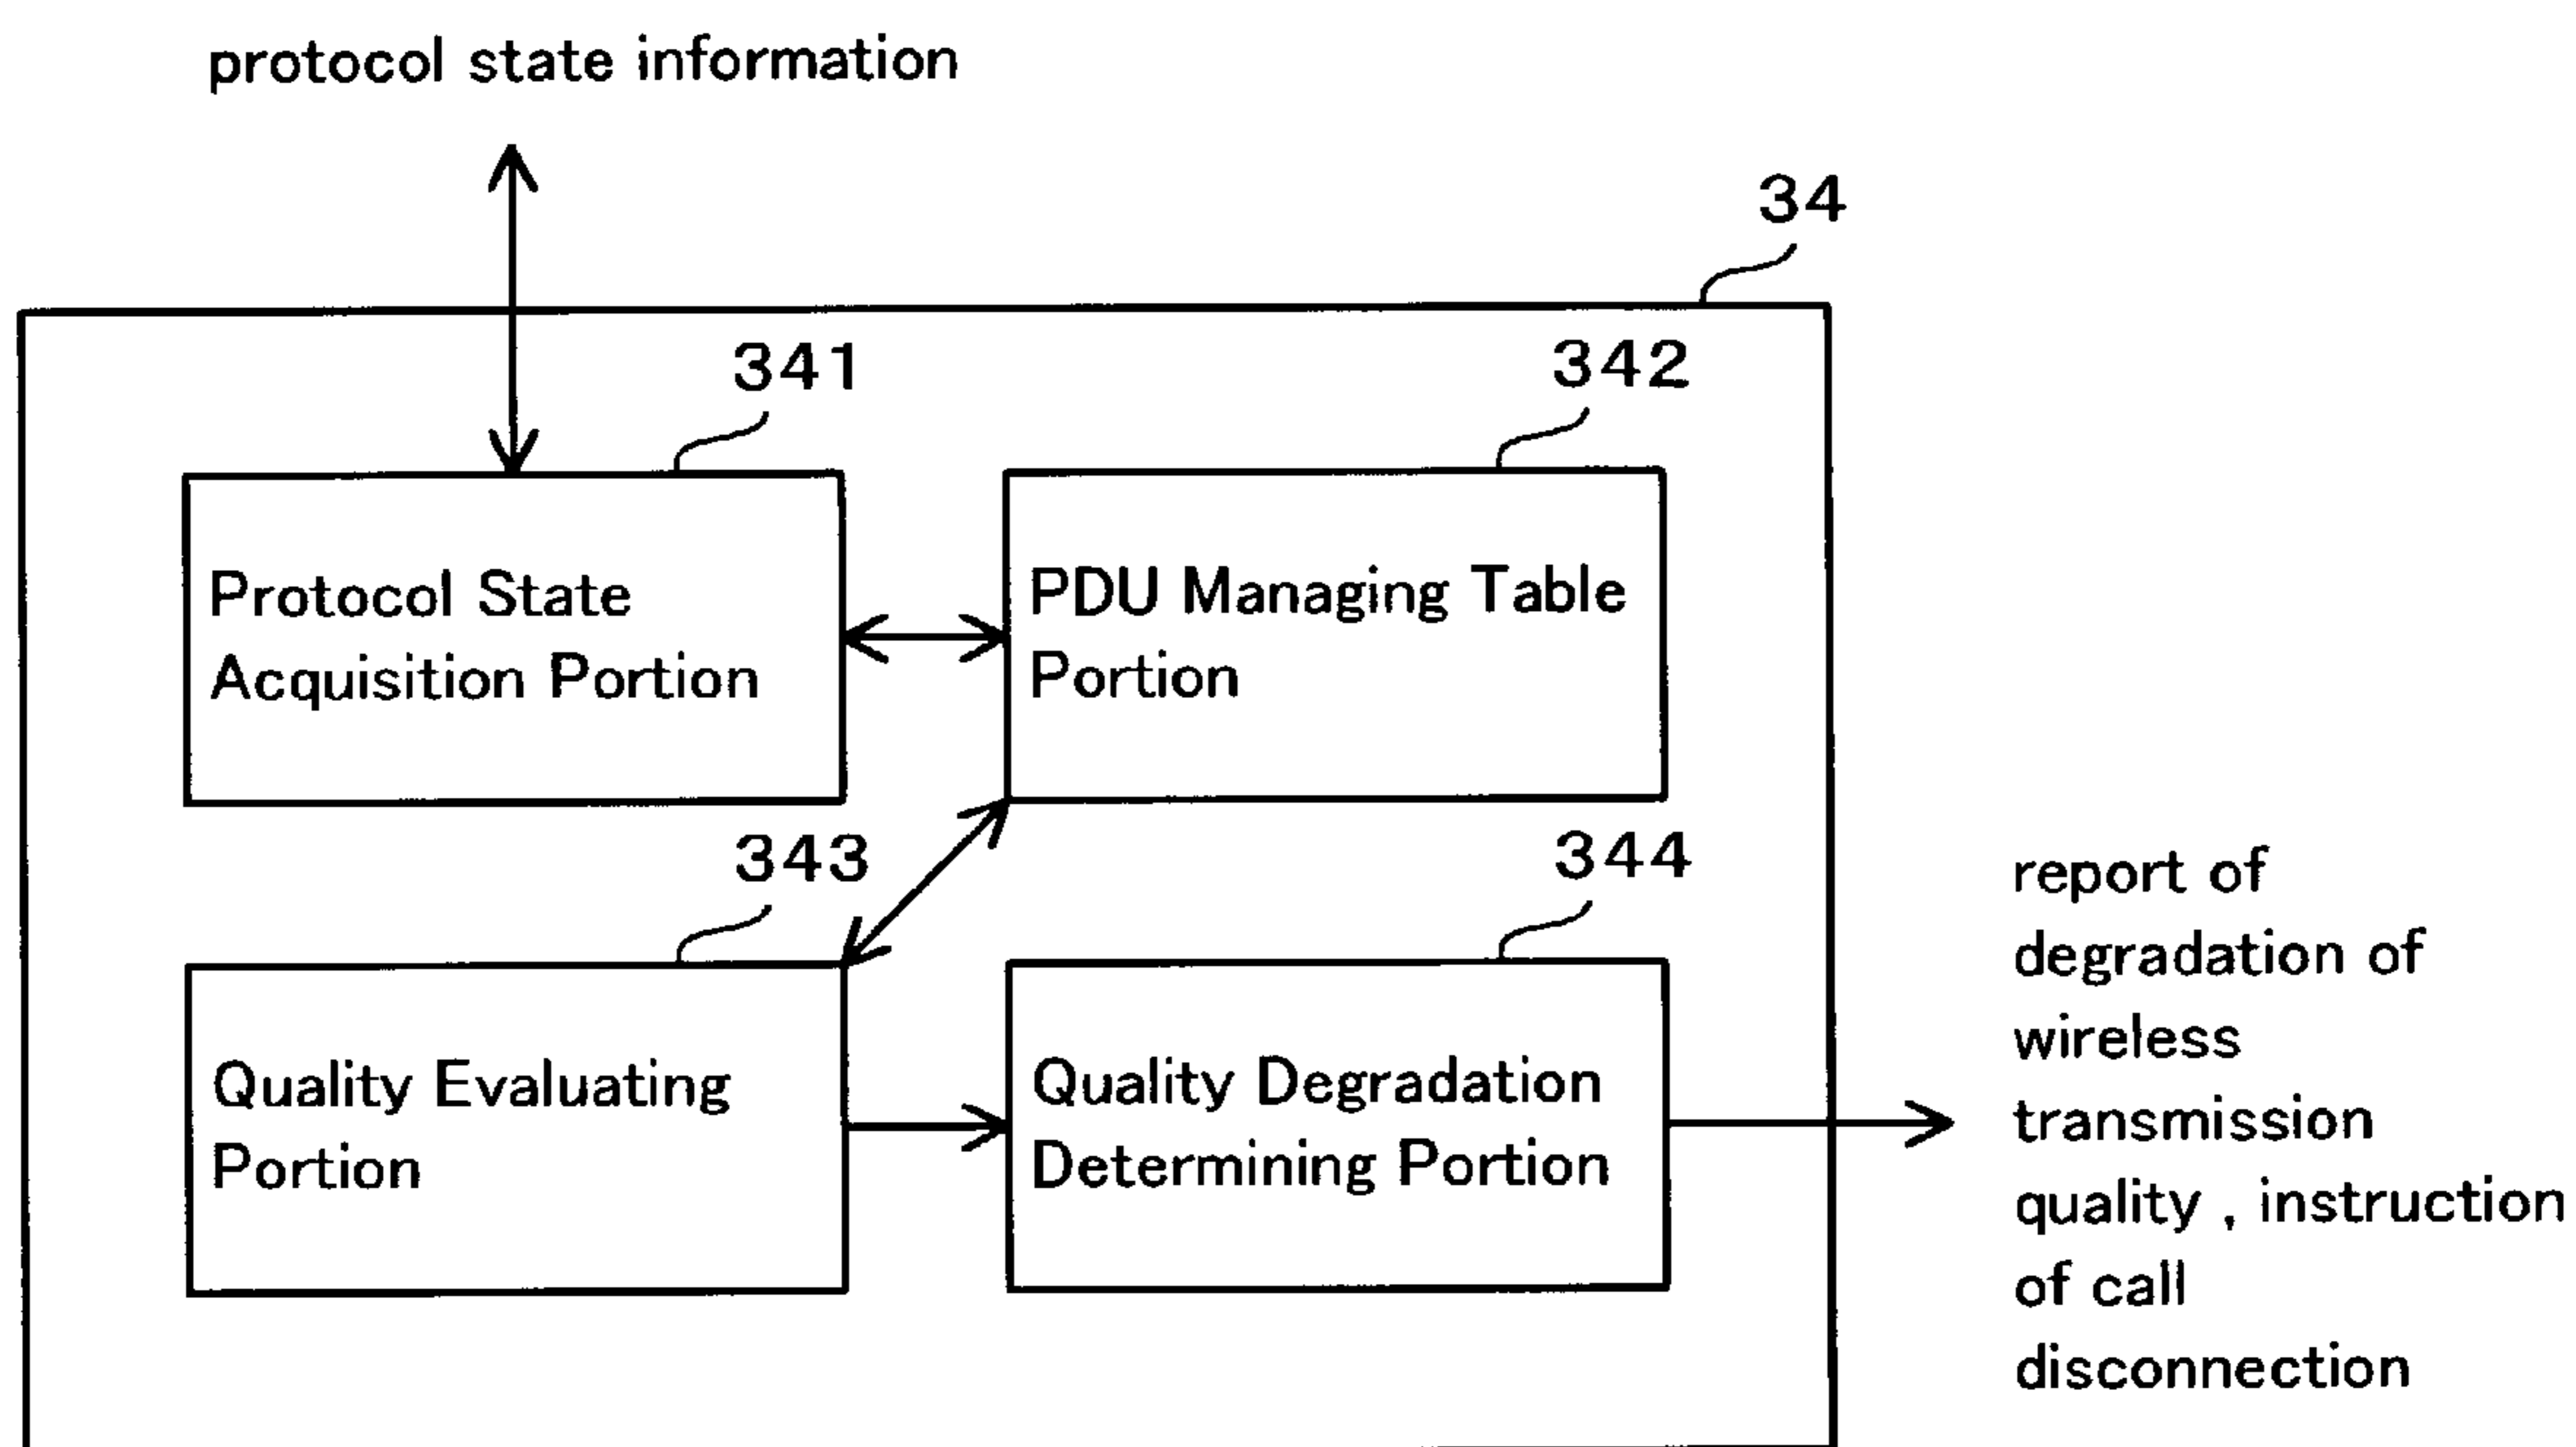 protocol state information
34
341
342
Protocol State
Acquisition Portion
PDU Managing Table
Portion
343
344
Quality Evaluating
Portion
Quality Degradation
Determining Portion
report of
degradation of
wireless
transmission
quality , instruction
of call
disconnection